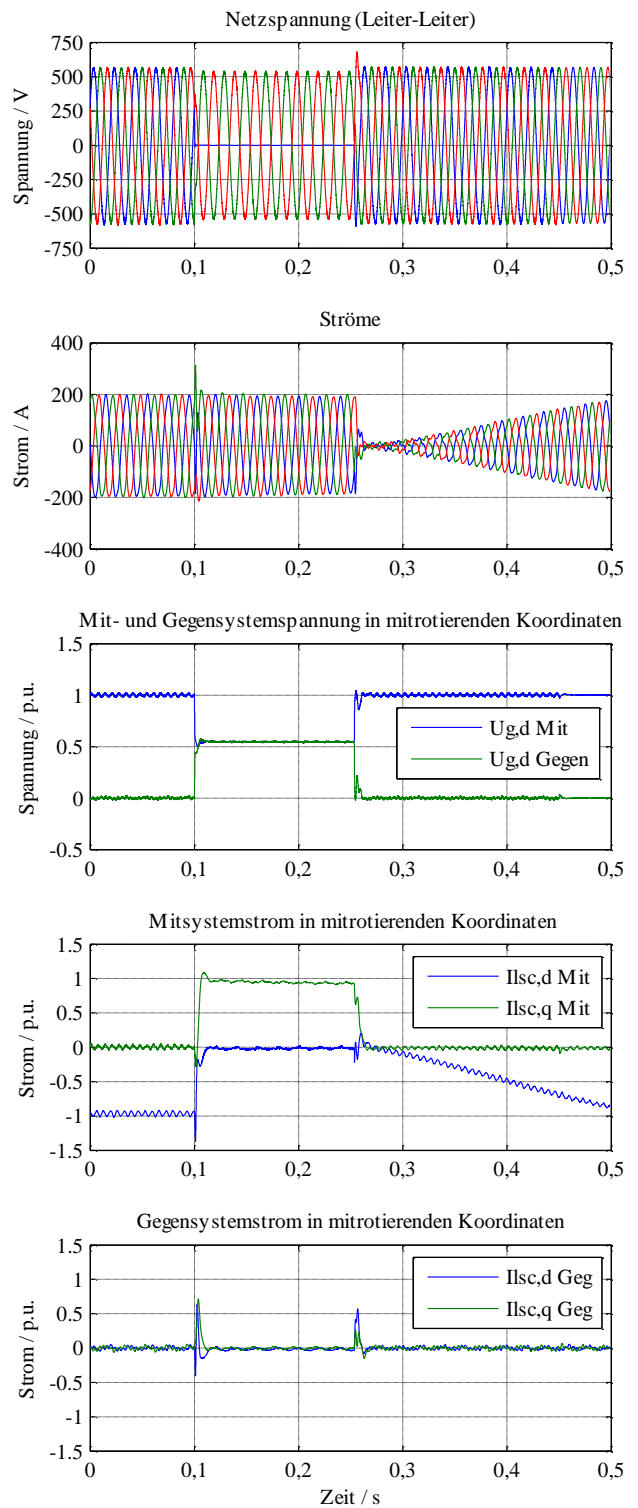 Netzspannung (Leiter-Leiter)
Spannung / V
750
500
250
0
-250
-500
-750
0 0,1 0,2 0,3 0,4 0,5
Ströme
Strom / A
400
200
0
-200
-400
0 0,1 0,2 0,3 0,4 0,5
Mit- und Gegensystemspannung in mitrotierenden Koordinaten
Spannung / p.u.
1.5
1
0.5
0
-0.5
Ug,d Mit
Ug,d Gegen
0 0,1 0,2 0,3 0,4 0,5
Mitsystemstrom in mitrotierenden Koordinaten
Strom / p.u.
1.5
1
0.5
0
-0.5
-1
-1.5
Ilsc,d Mit
Ilsc,q Mit
0 0,1 0,2 0,3 0,4 0,5
Gegensystemstrom in mitrotierenden Koordinaten
Strom / p.u.
1.5
1
0.5
0
-0.5
-1
-1.5
Ilsc,d Geg
Ilsc,q Geg
0 0,1 0,2 0,3 0,4 0,5
Zeit / s